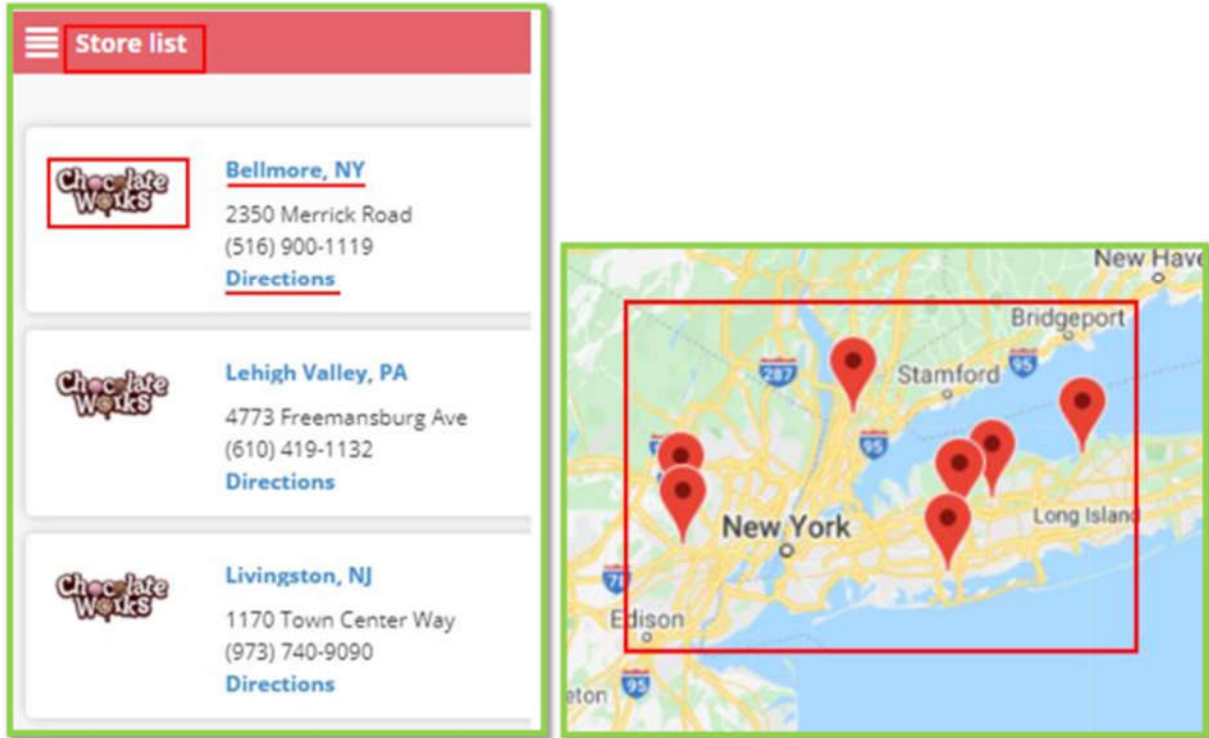 Store list
Chocolate
Works
Bellmore, NY
2350 Merrick Road
(516) 900-1119
Directions
Chocolate
Works
Lehigh Valley, PA
4773 Freemansburg Ave
(610) 419-1132
Directions
Chocolate
Works
Livingston, NJ
1170 Town Center Way
(973) 740-9090
Directions
New Have
Bridgeport
287
Stamford
95
95
New York
Long Island
78
Edison
eton
95